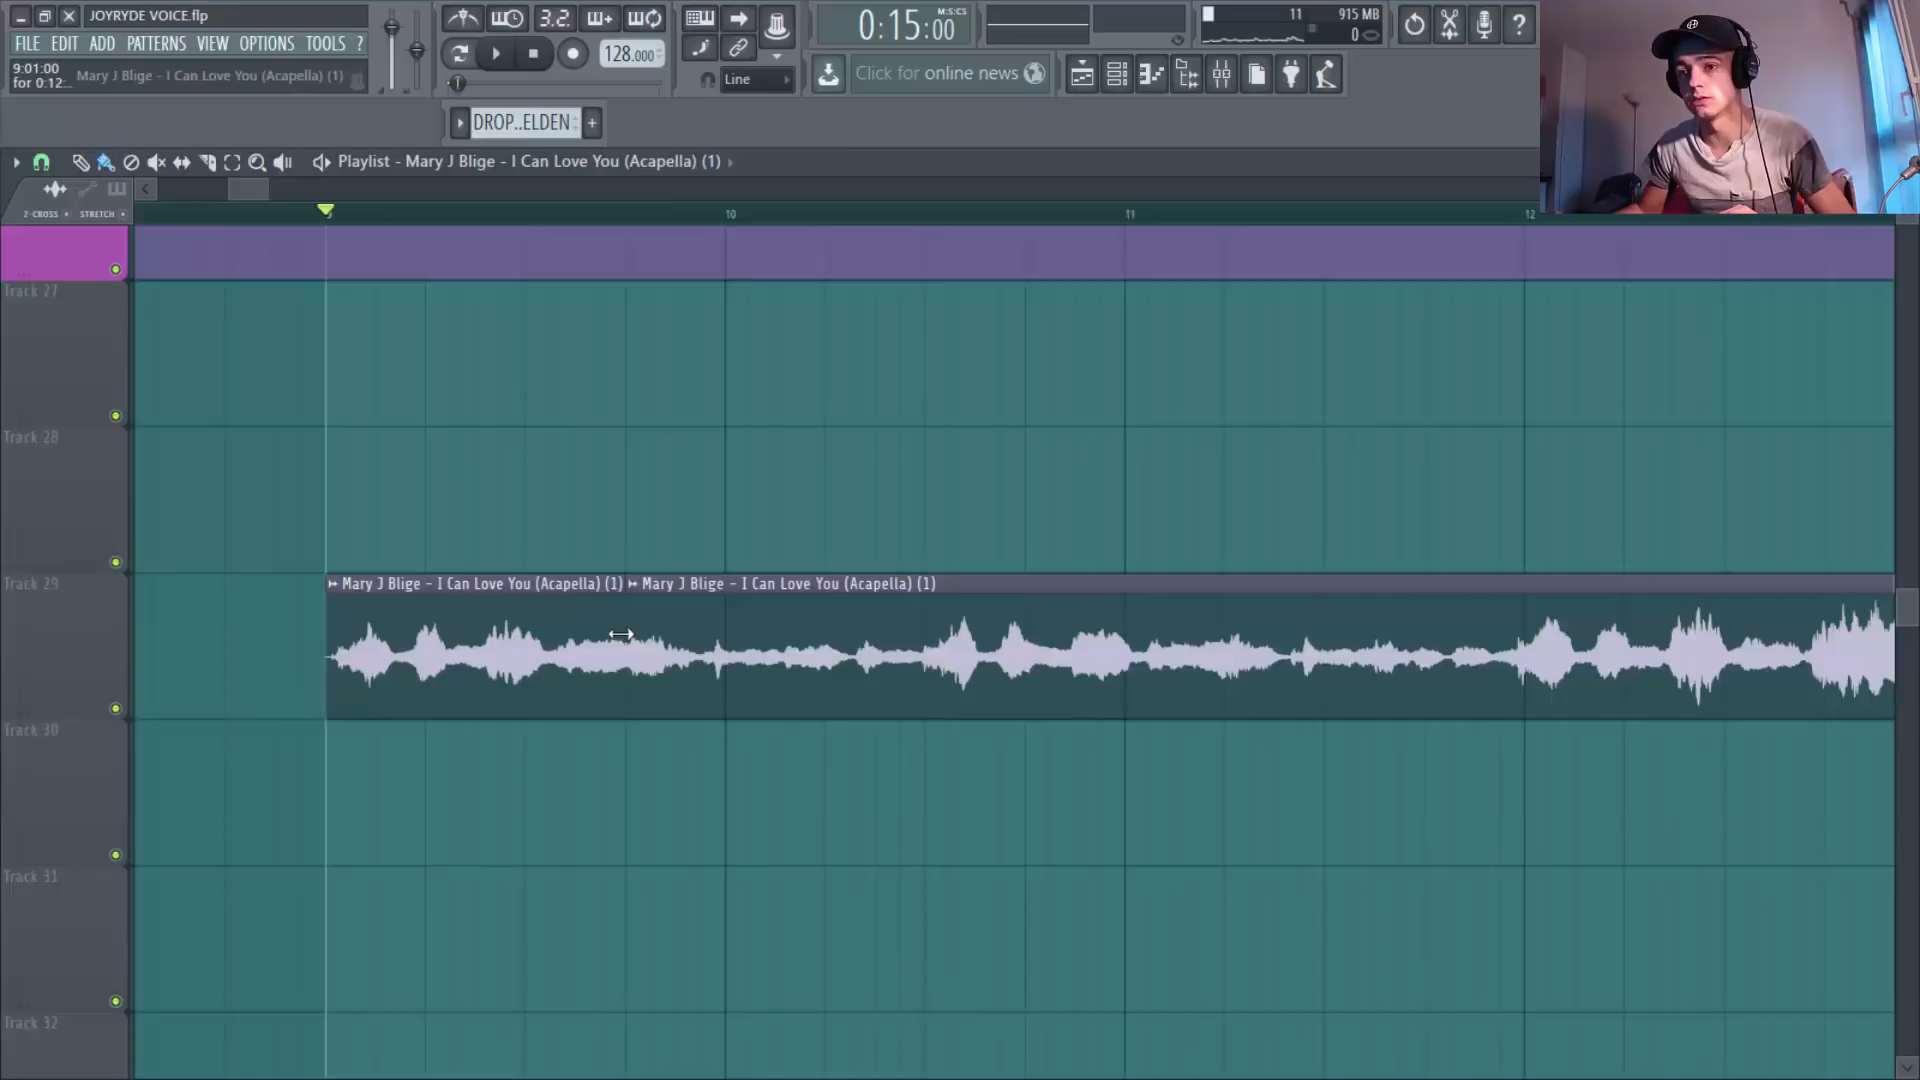 JOYRYDE VOICE.flp
FILE EDIT ADD PATTERNS VIEW OPTIONS TOOLS ?
9:01:00
for 0:12...
Mary J Blige - I Can Love You (Acapella) (1)
3.2.
128.000
Line
0:15:00
M:S:CS
11
915 MB
0
Click for online news
DROP..ELDEN
+
Playlist - Mary J Blige - I Can Love You (Acapella) (1)
Z-CROSS
STRETCH
10
11
12
Track 27
Track 28
Track 29
Mary J Blige - I Can Love You (Acapella) (1)
Mary J Blige - I Can Love You (Acapella) (1)
Track 30
Track 31
Track 32